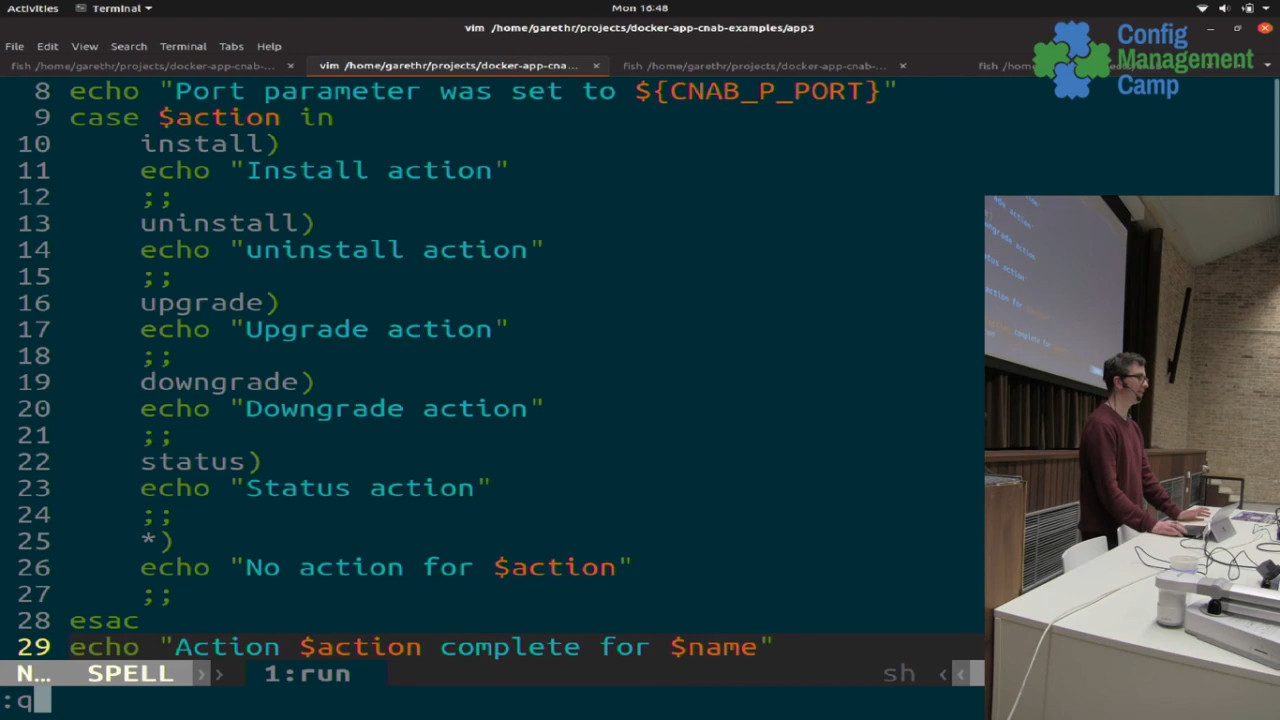 Activities Terminal Mon 16:48
vim /home/garethr/projects/docker-app-cnab-examples/app3
File Edit View Search Terminal Tabs Help
fish /home/garethr/projects/docker-app-cnab-... × vim /home/garethr/projects/docker-app-cna... × fish /home/garethr/projects/docker-app-cnab-... × fish
Config
Management
Camp
8 echo "Port parameter was set to ${CNAB_P_PORT}"
9 case $action in
10 install)
11 echo "Install action"
12 ;;
13 uninstall)
14 echo "uninstall action"
15 ;;
16 upgrade)
17 echo "Upgrade action"
18 ;;
19 downgrade)
20 echo "Downgrade action"
21 ;;
22 status)
23 echo "Status action"
24 ;;
25 *)
26 echo "No action for $action"
27 ;;
28 esac
29 echo "Action $action complete for $name"
N... SPELL 1:run sh
:q